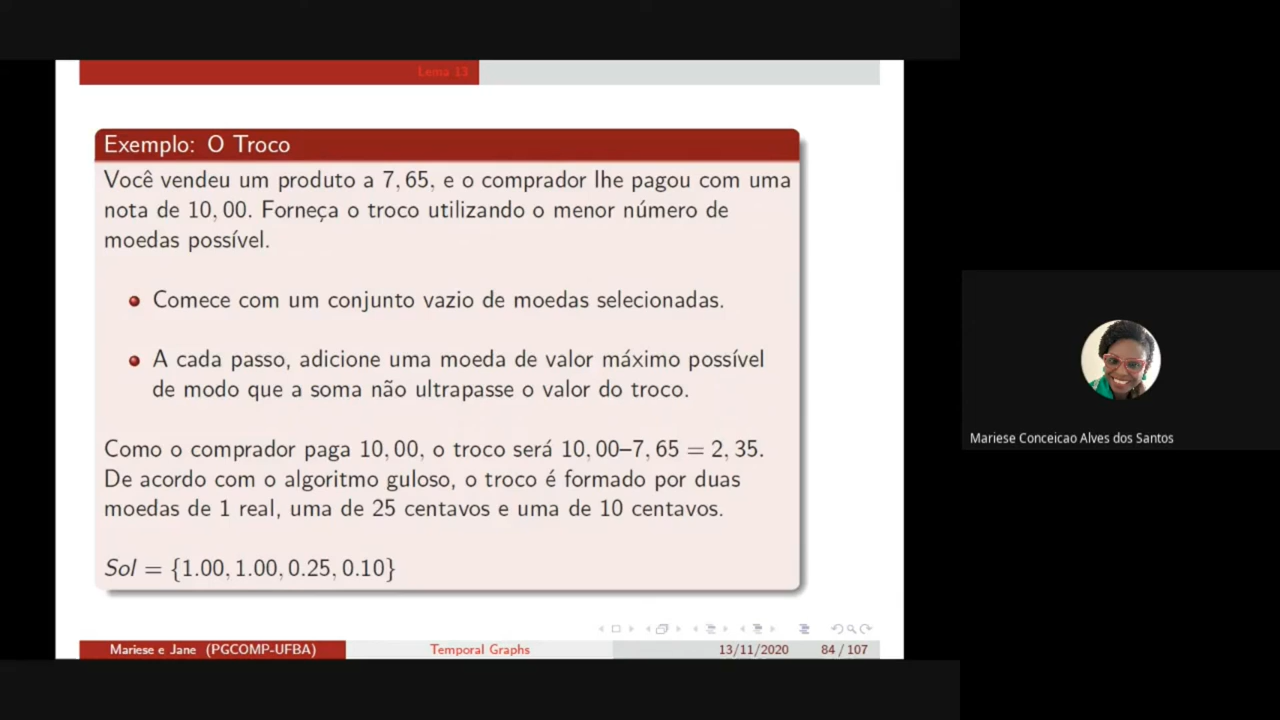 Lema 13
Exemplo: O Troco
Você vendeu um produto a 7, 65, e o comprador lhe pagou com uma
nota de 10, 00. Forneça o troco utilizando o menor número de
moedas possível.
Comece com um conjunto vazio de moedas selecionadas.
A cada passo, adicione uma moeda de valor máximo possível
de modo que a soma não ultrapasse o valor do troco.
Como o comprador paga 10, 00, o troco será 10, 00–7, 65 = 2, 35.
De acordo com o algoritmo guloso, o troco é formado por duas
moedas de 1 real, uma de 25 centavos e uma de 10 centavos.
Sol = {1.00, 1.00, 0.25, 0.10}
Mariese e Jane (PGCOMP-UFBA) Temporal Graphs 13/11/2020 84 / 107
Mariese Conceicao Alves dos Santos